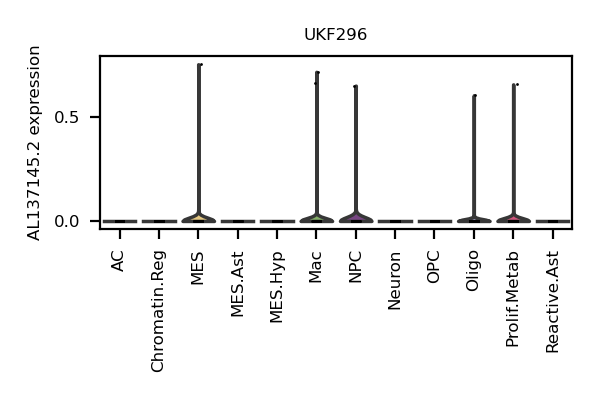 UKF296
AL137145.2 expression
0.5
0.0
AC
Chromatin.Reg
MES
MES.Ast
MES.Hyp
Mac
NPC
Neuron
OPC
Oligo
Prolif.Metab
Reactive.Ast